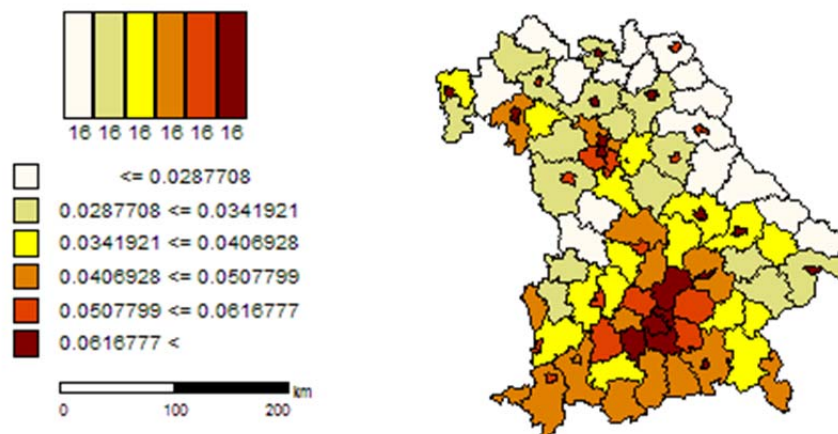 16 16 16 16 16 16
<= 0.0287708
0.0287708 <= 0.0341921
0.0341921 <= 0.0406928
0.0406928 <= 0.0507799
0.0507799 <= 0.0616777
0.0616777 <
km
0 100 200